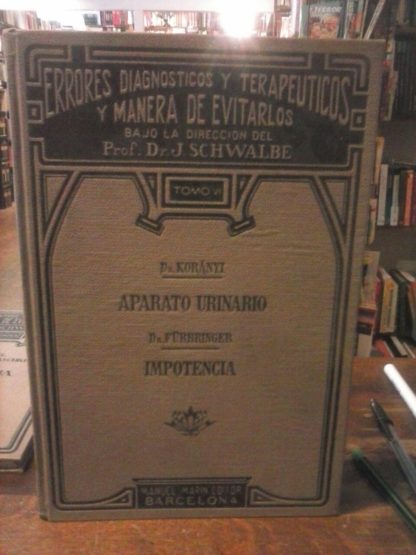 ERRORES DIAGNOSTICOS Y TERAPEUTICOS
Y MANERA DE EVITARLOS
BAJO LA DIRECCION DEL
Prof. Dr. J. SCHWALBE
TOMO VI
Dr. KORÁNYI
APARATO URINARIO
Dr. FÜRBRINGER
IMPOTENCIA
MANUEL MARIN EDITOR
BARCELONA